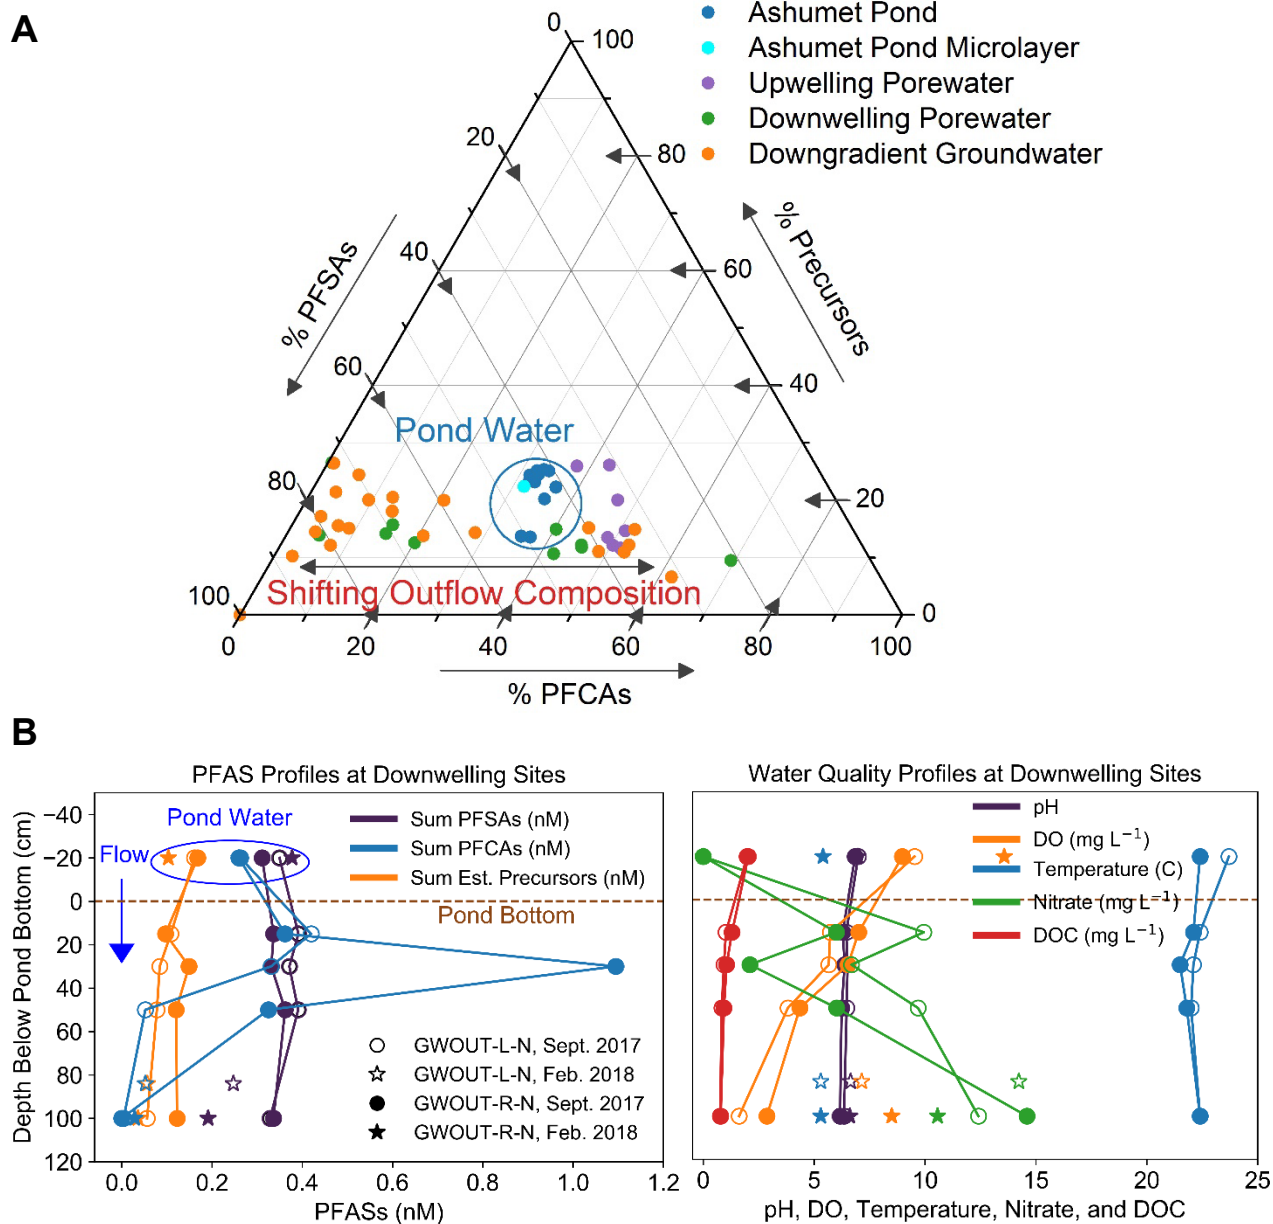 A
Ashumet Pond
Ashumet Pond Microlayer
Upwelling Porewater
Downwelling Porewater
Downgradient Groundwater
0
100
20
80
% PFSAs
% Precursors
40
60
60
40
Pond Water
80
20
100
Shifting Outflow Composition
0
0
20
40
60
80
100
% PFCAs
B
PFAS Profiles at Downwelling Sites
Depth Below Pond Bottom (cm)
−40
−20
0
20
40
60
80
100
120
Pond Water
Flow
Sum PFSAs (nM)
Sum PFCAs (nM)
Sum Est. Precursors (nM)
Pond Bottom
GWOUT-L-N, Sept. 2017
GWOUT-L-N, Feb. 2018
GWOUT-R-N, Sept. 2017
GWOUT-R-N, Feb. 2018
0.0
0.2
0.4
0.6
0.8
1.0
1.2
PFASs (nM)
Water Quality Profiles at Downwelling Sites
pH
DO (mg L⁻¹)
Temperature (C)
Nitrate (mg L⁻¹)
DOC (mg L⁻¹)
0
5
10
15
20
25
pH, DO, Temperature, Nitrate, and DOC